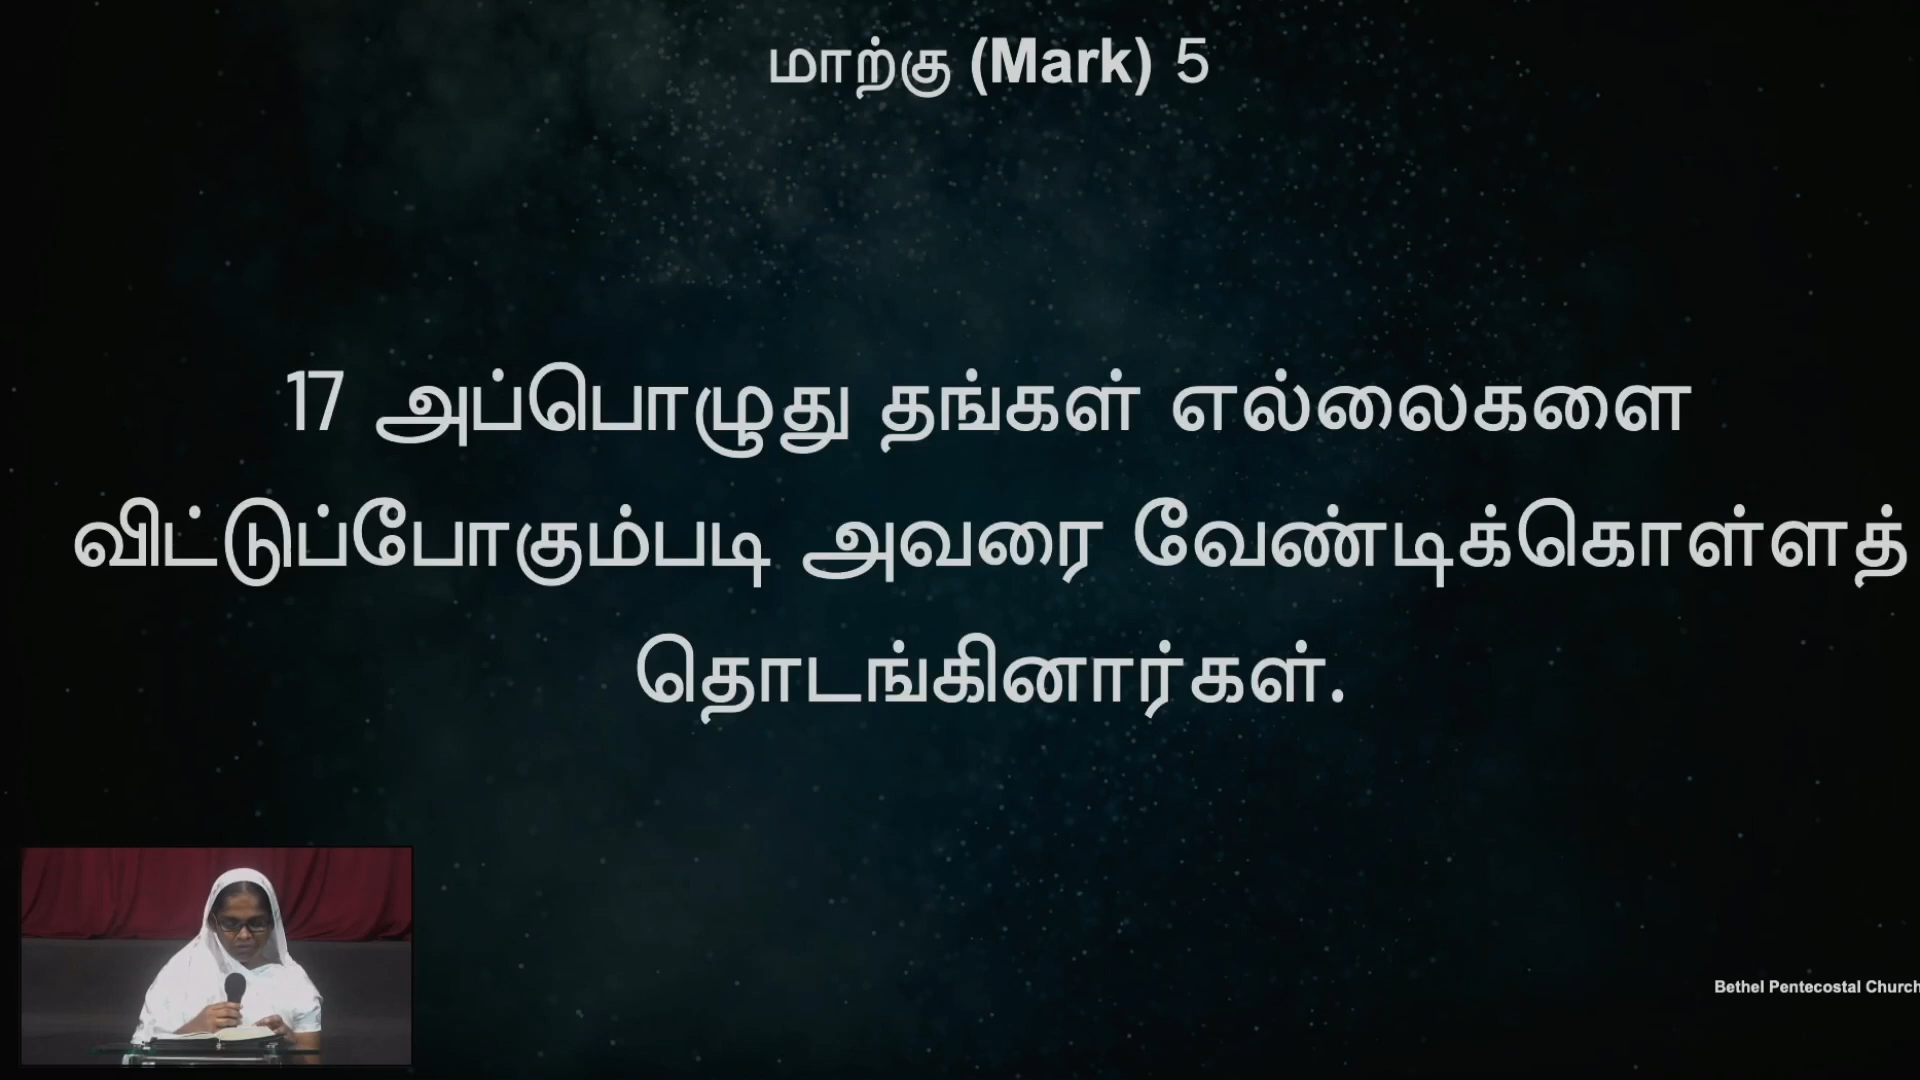 மாற்கு (Mark) 5
17 அப்பொழுது தங்கள் எல்லைகளை
விட்டுப்போகும்படி அவரை வேண்டிக்கொள்ளத்
தொடங்கினார்கள்.
Bethel Pentecostal Church